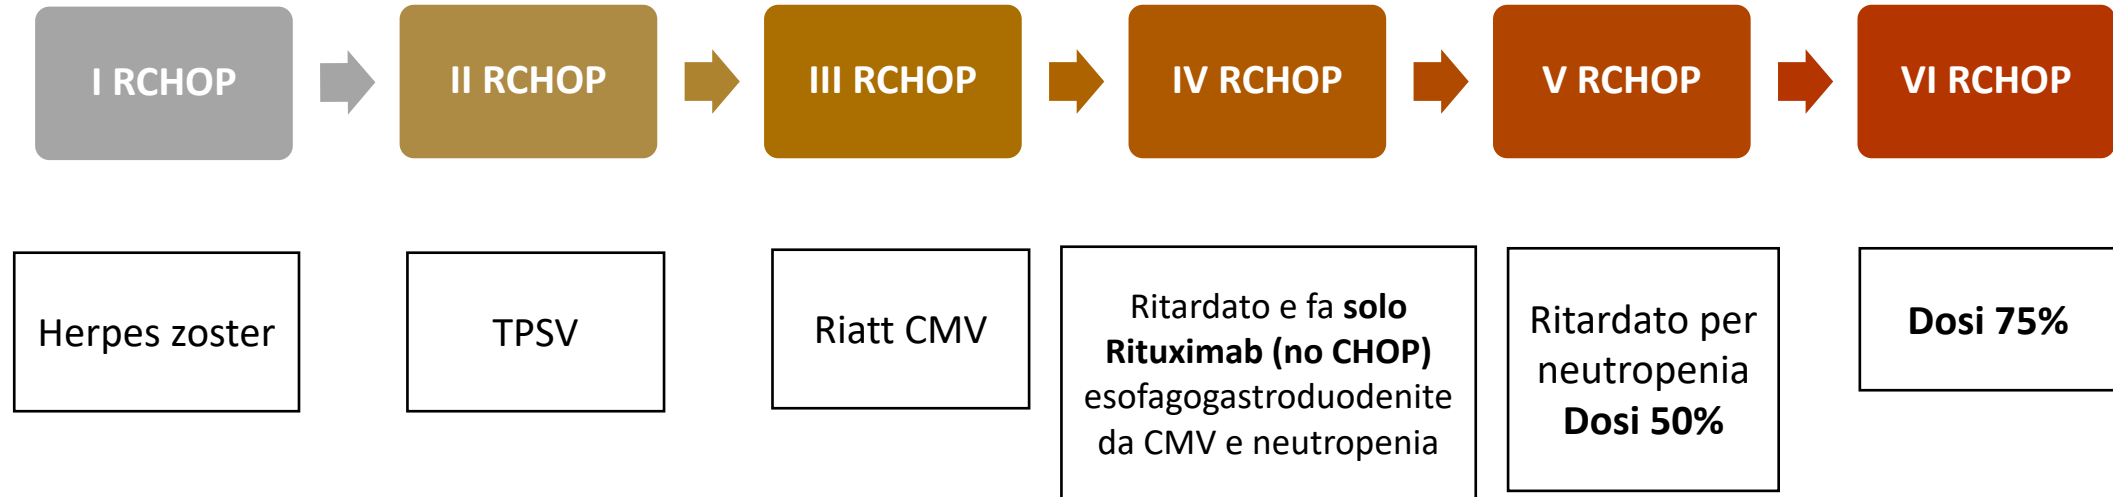 I RCHOP
II RCHOP
III RCHOP
IV RCHOP
V RCHOP
VI RCHOP
Herpes zoster
TPSV
Riatt CMV
Ritardato e fa solo
Rituximab (no CHOP)
esofagogastroduodenite
da CMV e neutropenia
Ritardato per
neutropenia
Dosi 50%
Dosi 75%